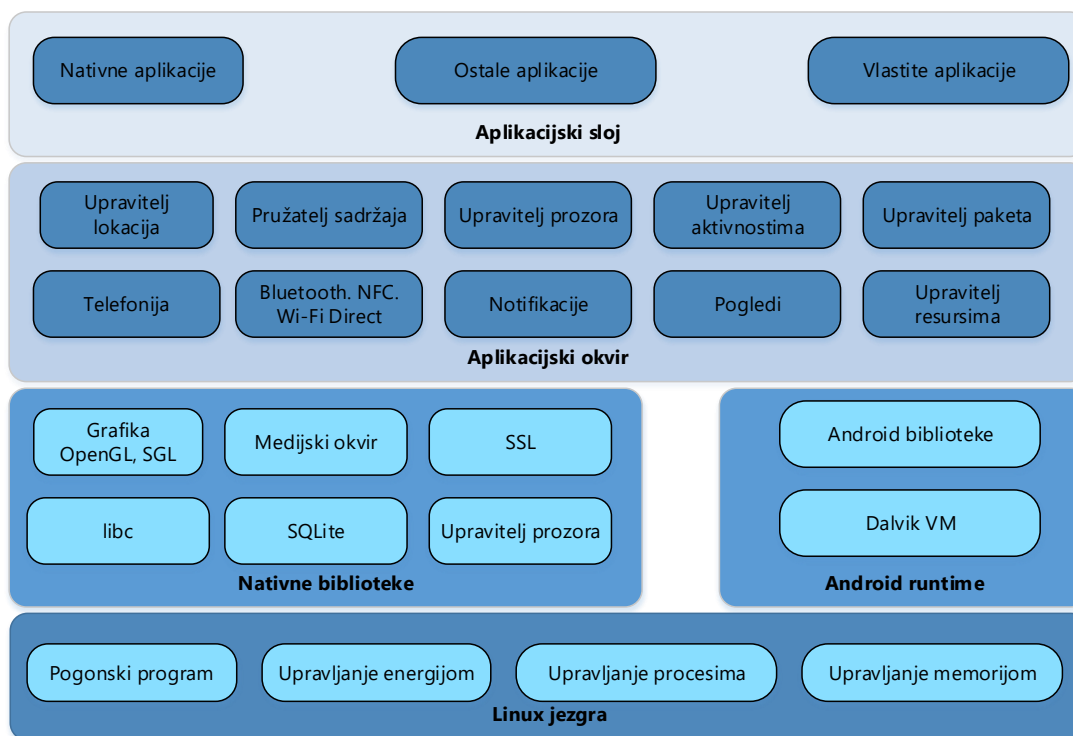 Nativne aplikacije
Ostale aplikacije
Vlastite aplikacije
Aplikacijski sloj
Upravitelj
lokacija
Pružatelj sadržaja
Upravitelj prozora
Upravitelj
aktivnostima
Upravitelj paketa
Telefonija
Bluetooth. NFC.
Wi-Fi Direct
Notifikacije
Pogledi
Upravitelj
resursima
Aplikacijski okvir
Grafika
OpenGL, SGL
Medijski okvir
SSL
libc
SQLite
Upravitelj prozora
Nativne biblioteke
Android biblioteke
Dalvik VM
Android runtime
Pogonski program
Upravljanje energijom
Upravljanje procesima
Upravljanje memorijom
Linux jezgra